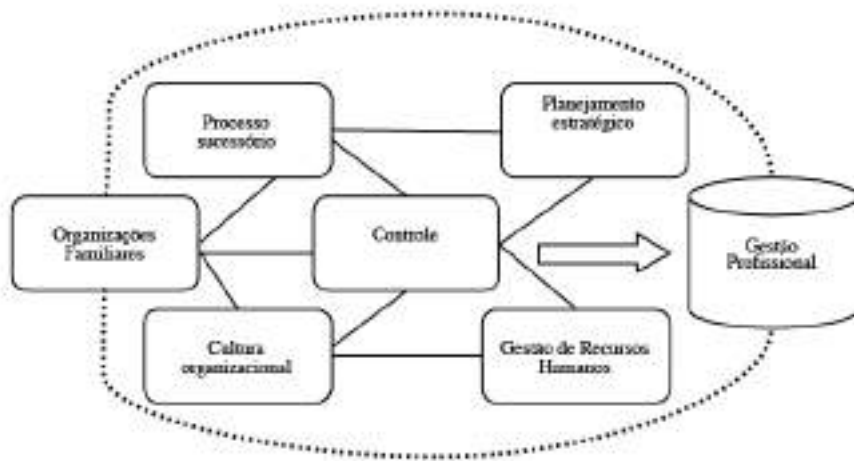 Processo
sucessório
Planejamento
estratégico
Organizações
Familiares
Controle
Gestão
Profissional
Cultura
organizacional
Gestão de Recursos
Humanos